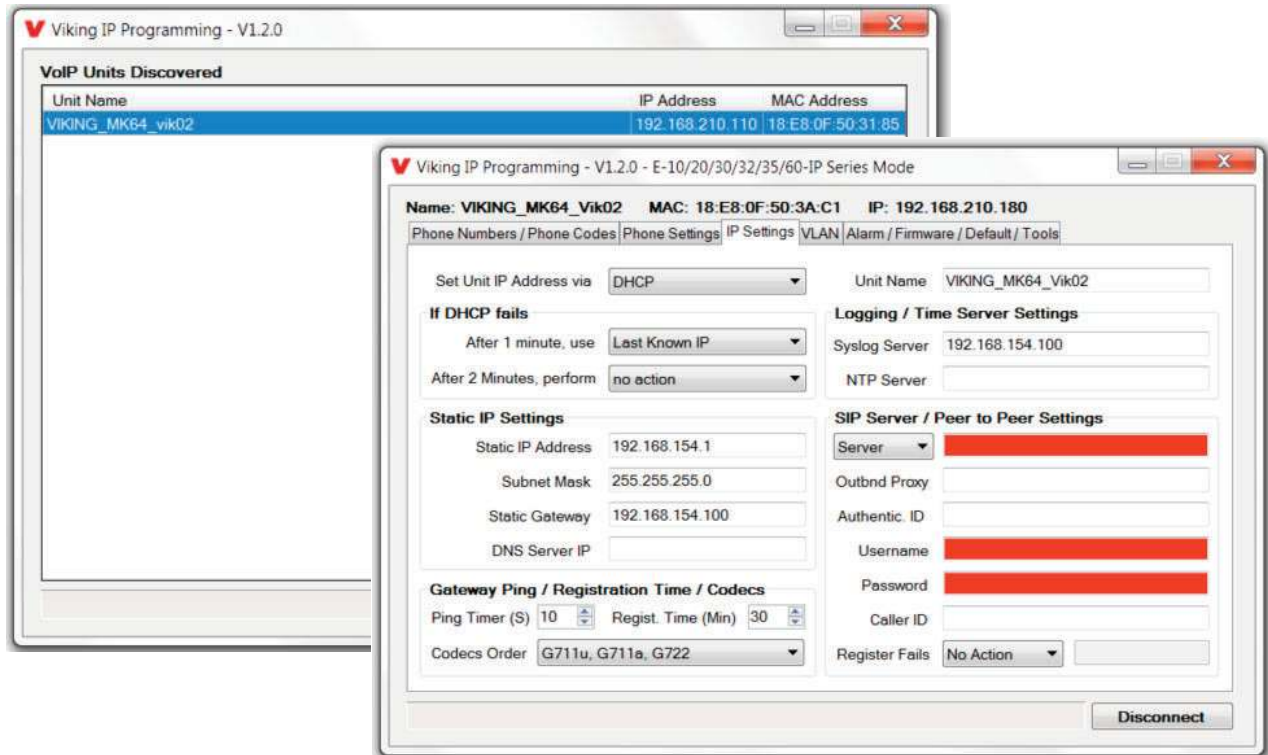 Viking IP Programming - V1.2.0
VoIP Units Discovered
Unit Name IP Address MAC Address
VIKING_MK64_vik02 192.168.210.110 18:E8:0F:50:31:85
Viking IP Programming - V1.2.0 - E-10/20/30/32/35/60-IP Series Mode
Name: VIKING_MK64_Vik02 MAC: 18:E8:0F:50:3A:C1 IP: 192.168.210.180
Phone Numbers / Phone Codes Phone Settings IP Settings VLAN Alarm / Firmware / Default / Tools
Set Unit IP Address via DHCP
If DHCP fails
After 1 minute, use Last Known IP
After 2 Minutes, perform no action
Static IP Settings
Static IP Address 192.168.154.1
Subnet Mask 255.255.255.0
Static Gateway 192.168.154.100
DNS Server IP
Gateway Ping / Registration Time / Codecs
Ping Timer (S) 10 Regist. Time (Min) 30
Codecs Order G711u, G711a, G722
Unit Name VIKING_MK64_Vik02
Logging / Time Server Settings
Syslog Server 192.168.154.100
NTP Server
SIP Server / Peer to Peer Settings
Server
Outbnd Proxy
Authentic. ID
Username
Password
Caller ID
Register Fails No Action
Disconnect